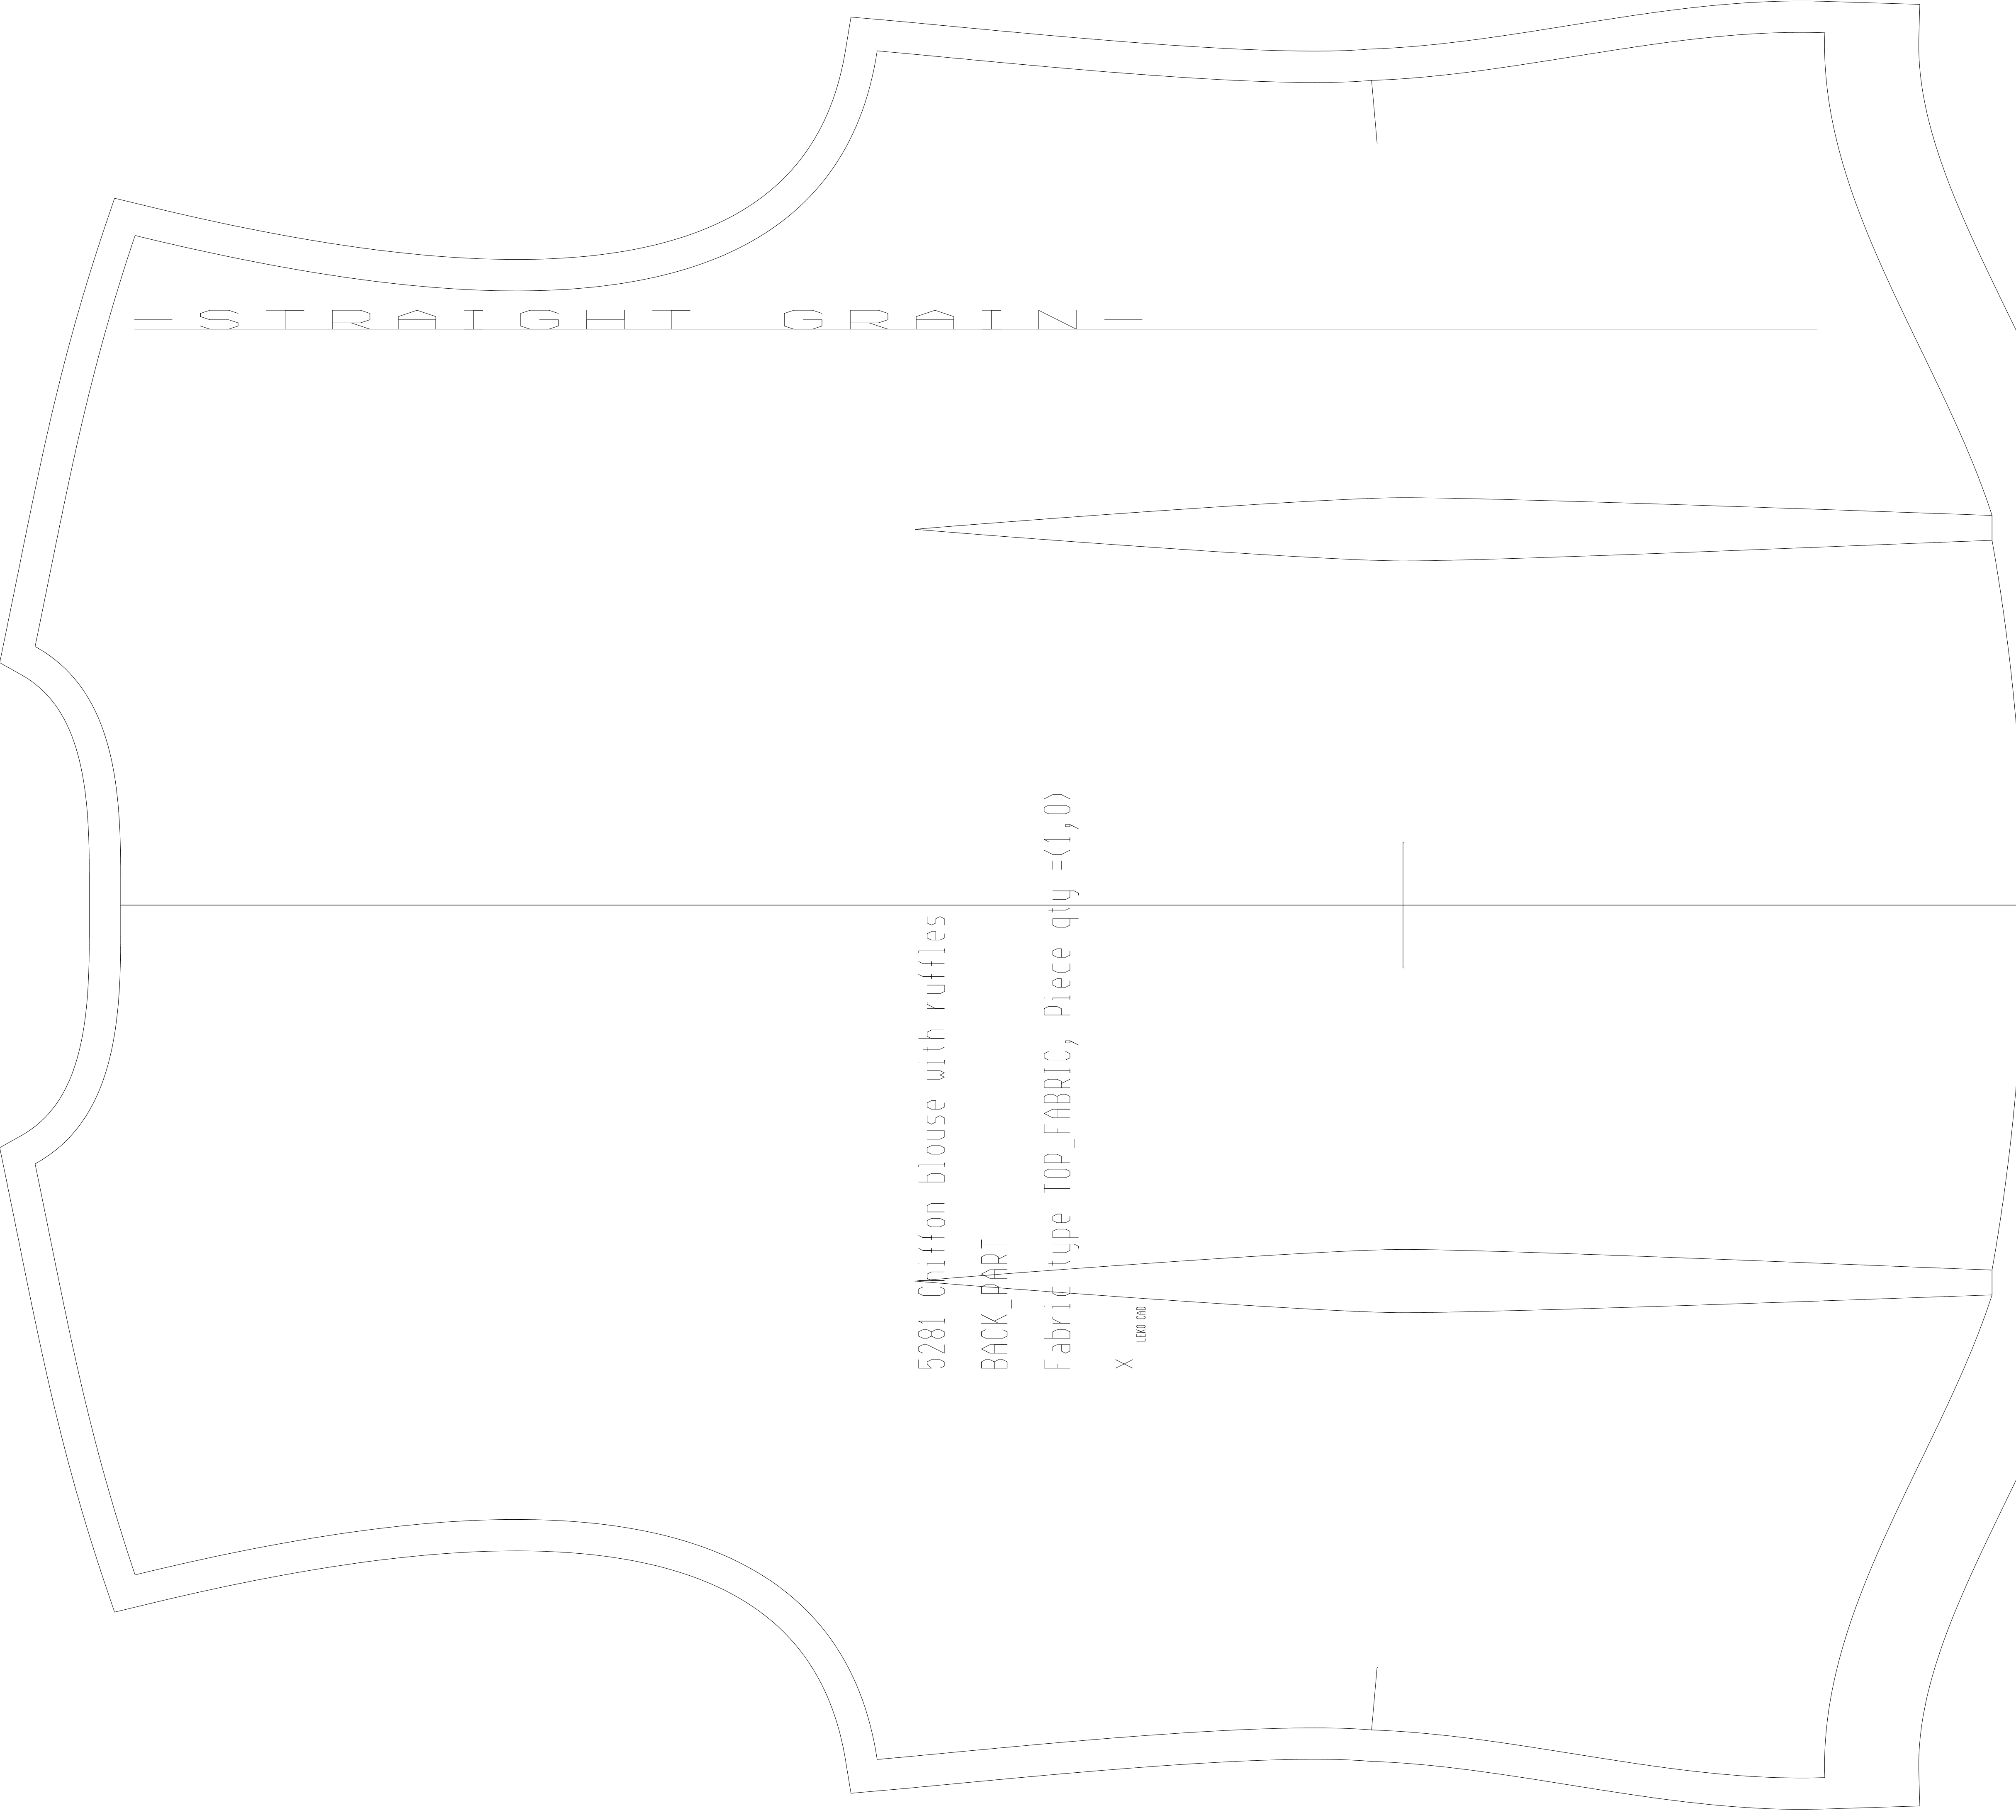 -STRAIGHT GRAIN-
5281 Chiffon blouse with ruffles
BACK_PART
Fabric type TOP_FABRIC, Piece qty =(1,0)
X LEKO CAD